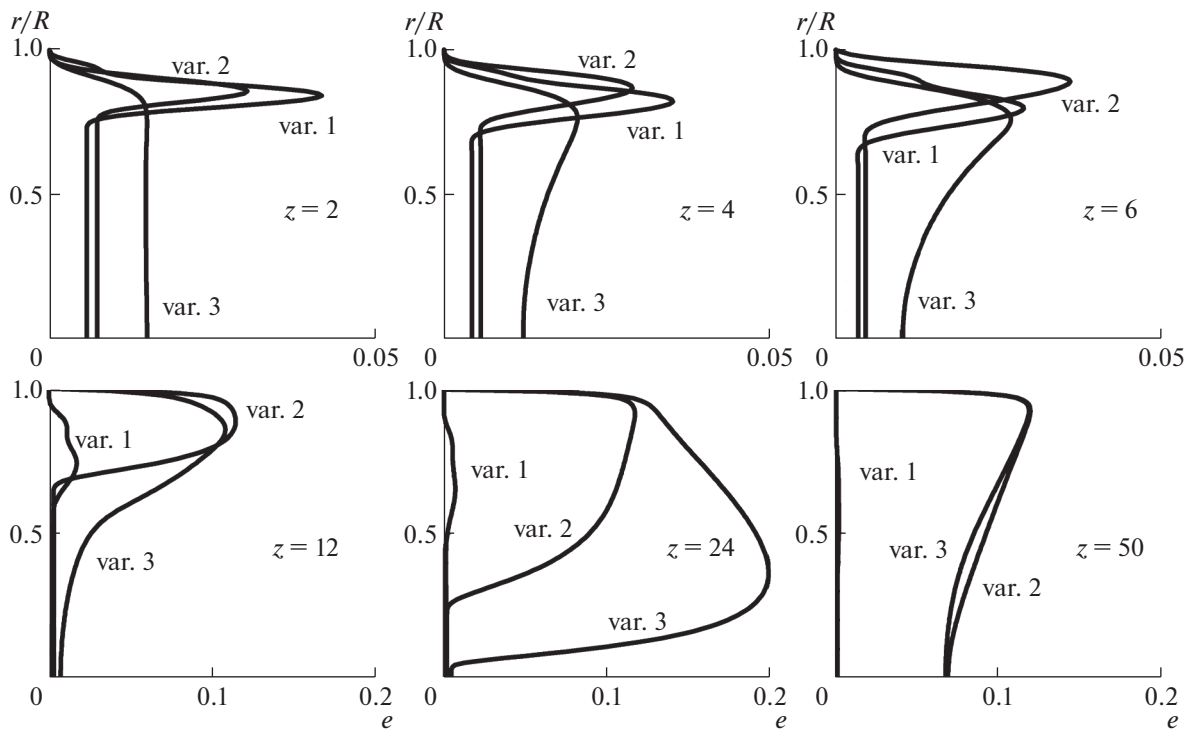 r/R
1.0
var. 2
var. 1
0.5
z = 2
var. 3
0
0.05
r/R
1.0
var. 2
var. 1
z = 4
0.5
var. 3
0
0.05
r/R
1.0
var. 2
var. 1
0.5
z = 6
var. 3
0
0.05
1.0
var. 2
var. 1
0.5
z = 12
var. 3
0
0.1
0.2
e
1.0
var. 1
var. 2
0.5
z = 24
var. 3
0
0.1
0.2
e
1.0
var. 1
0.5
var. 3
z = 50
var. 2
0
0.1
0.2
e